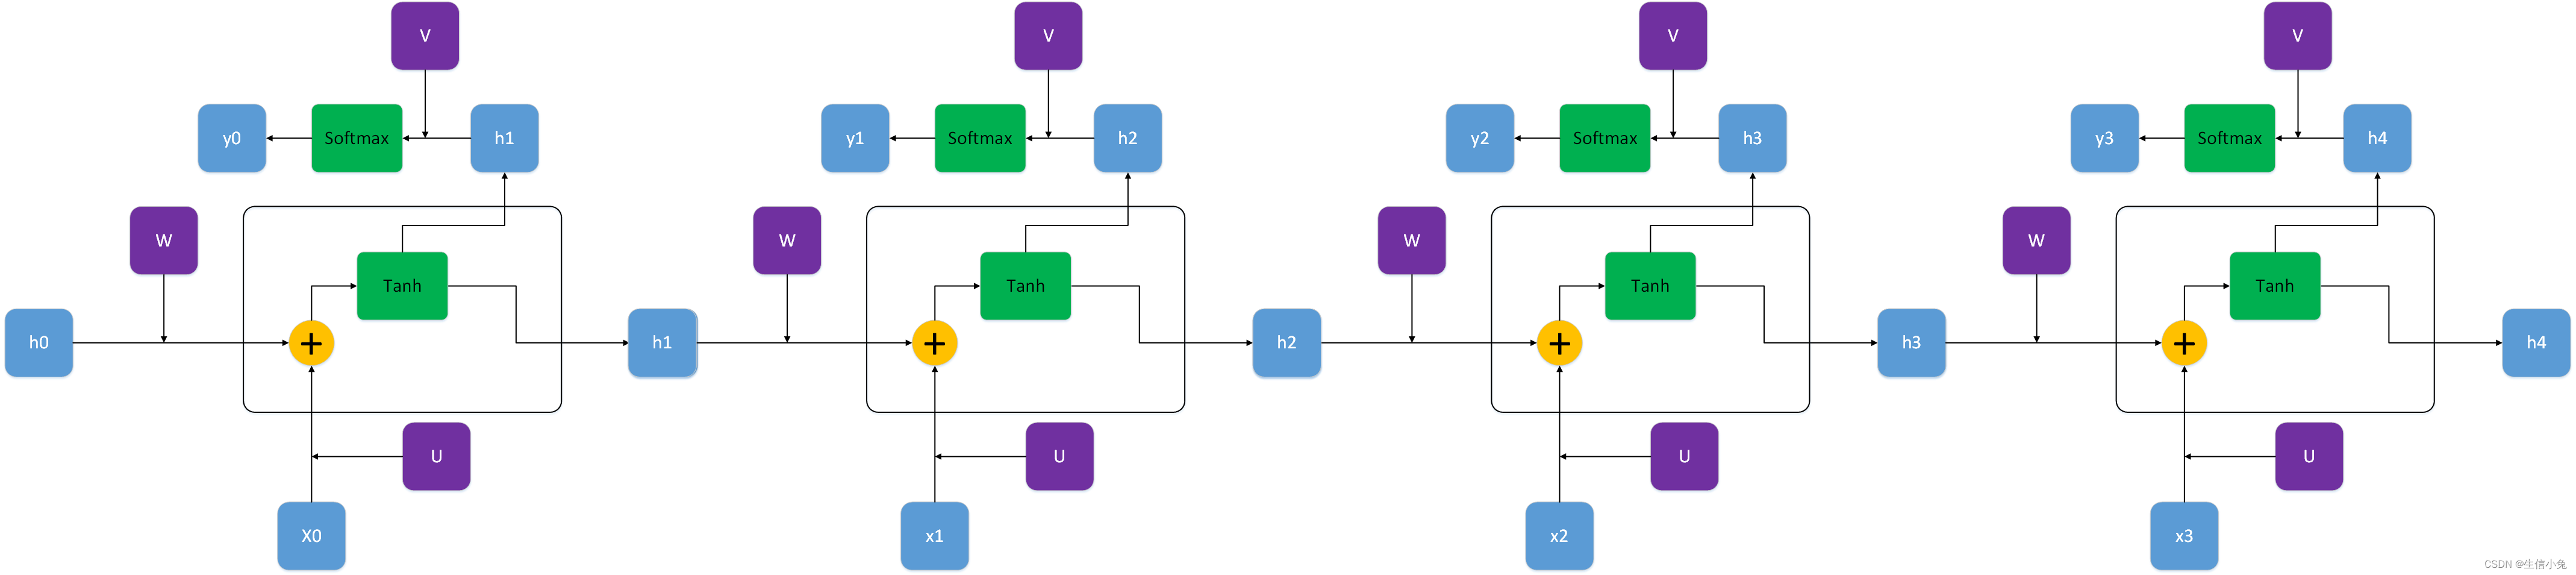 V
V
V
V
y0
Softmax
h1
y1
Softmax
h2
y2
Softmax
h3
y3
Softmax
h4
W
W
W
W
Tanh
Tanh
Tanh
Tanh
h0
+
h1
+
h2
+
h3
+
h4
U
U
U
U
X0
x1
x2
x3
CSDN @生信小兔